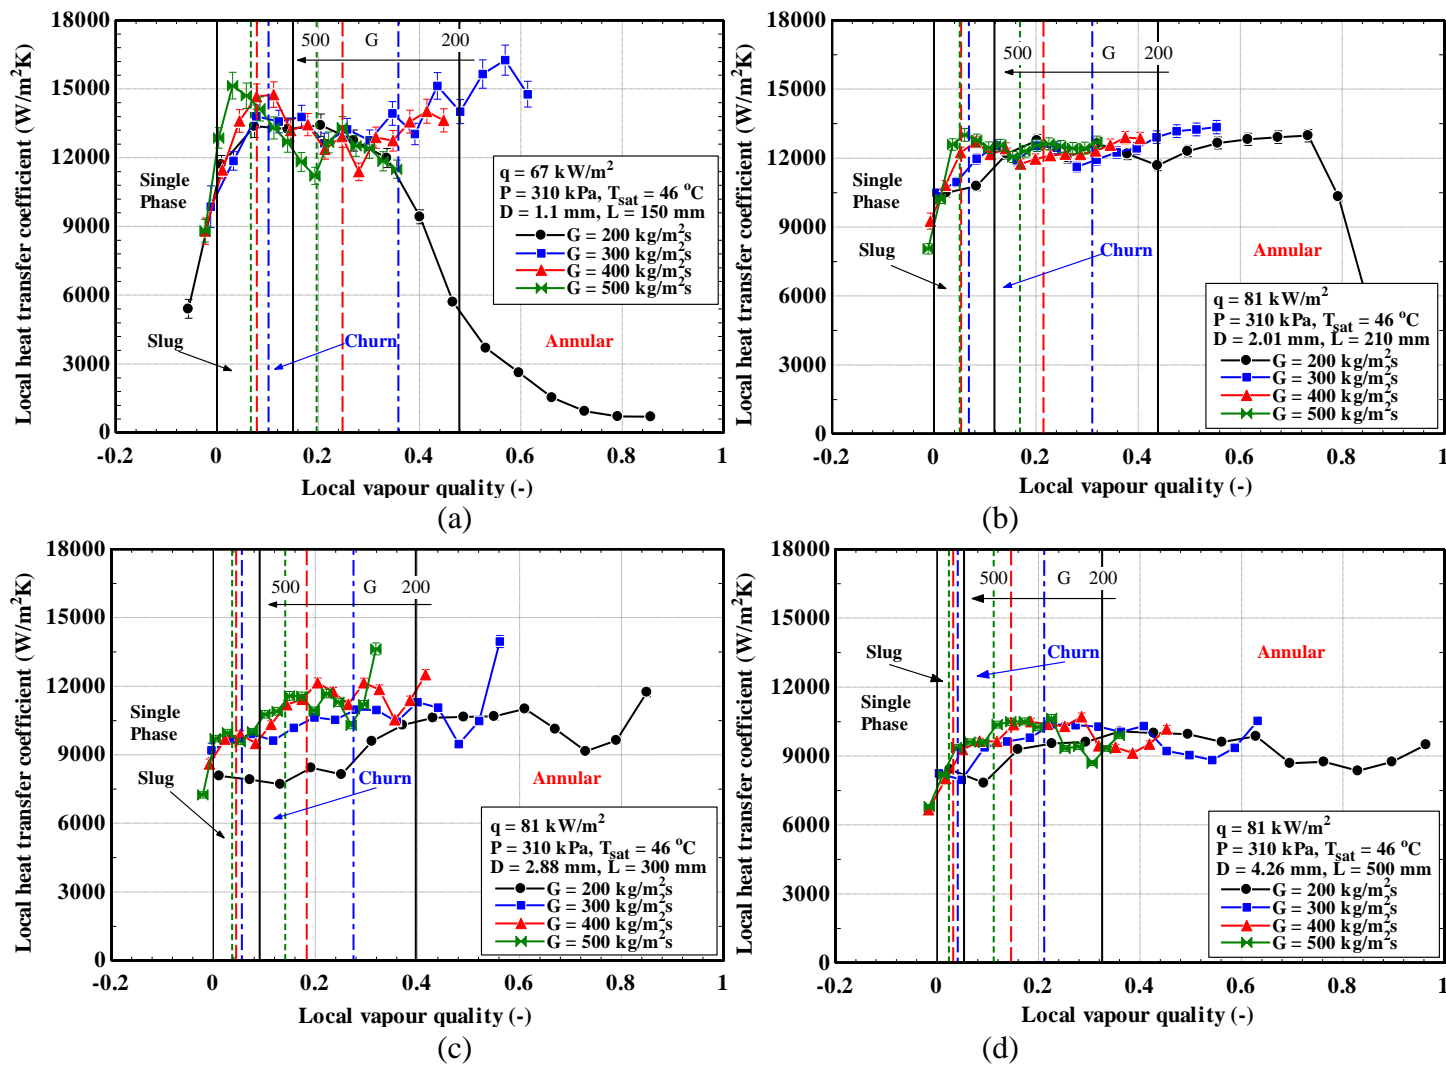 Local heat transfer coefficient (W/m²K)
18000
15000
12000
9000
6000
3000
0
500 G 200
Single
Phase
Slug
Churn
Annular
q = 67 kW/m²
P = 310 kPa, T_sat = 46 °C
D = 1.1 mm, L = 150 mm
G = 200 kg/m²s
G = 300 kg/m²s
G = 400 kg/m²s
G = 500 kg/m²s
-0.2 0 0.2 0.4 0.6 0.8 1
Local vapour quality (-)
(a)
Local heat transfer coefficient (W/m²K)
18000
15000
12000
9000
6000
3000
0
500 G 200
Single
Phase
Slug
Churn
Annular
q = 81 kW/m²
P = 310 kPa, T_sat = 46 °C
D = 2.01 mm, L = 210 mm
G = 200 kg/m²s
G = 300 kg/m²s
G = 400 kg/m²s
G = 500 kg/m²s
-0.2 0 0.2 0.4 0.6 0.8 1
Local vapour quality (-)
(b)
Local heat transfer coefficient (W/m²K)
18000
15000
12000
9000
6000
3000
0
500 G 200
Single
Phase
Slug
Churn
Annular
q = 81 kW/m²
P = 310 kPa, T_sat = 46 °C
D = 2.88 mm, L = 300 mm
G = 200 kg/m²s
G = 300 kg/m²s
G = 400 kg/m²s
G = 500 kg/m²s
-0.2 0 0.2 0.4 0.6 0.8 1
Local vapour quality (-)
(c)
Local heat transfer coefficient (W/m²K)
18000
15000
12000
9000
6000
3000
0
500 G 200
Slug
Churn
Annular
Single
Phase
q = 81 kW/m²
P = 310 kPa, T_sat = 46 °C
D = 4.26 mm, L = 500 mm
G = 200 kg/m²s
G = 300 kg/m²s
G = 400 kg/m²s
G = 500 kg/m²s
-0.2 0 0.2 0.4 0.6 0.8 1
Local vapour quality (-)
(d)